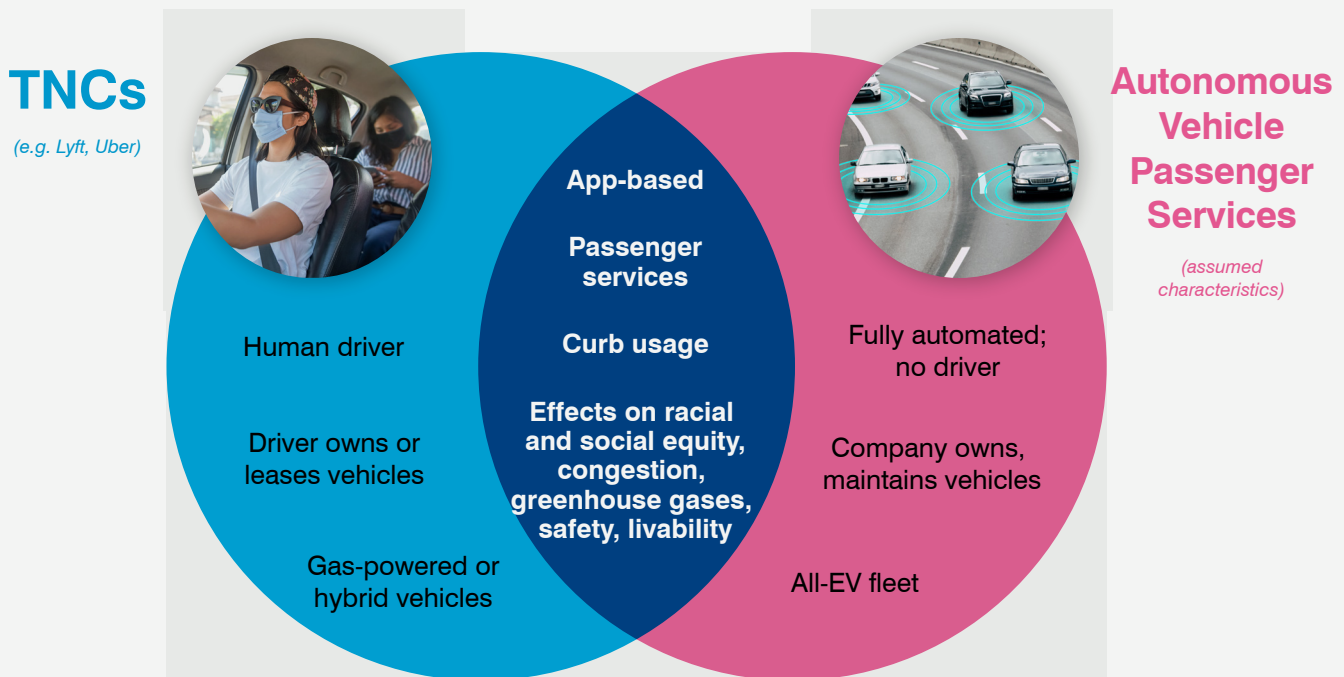 TNCs
(e.g. Lyft, Uber)
Human driver
Driver owns or
leases vehicles
Gas-powered or
hybrid vehicles
App-based
Passenger
services
Curb usage
Effects on racial
and social equity,
congestion,
greenhouse gases,
safety, livability
Autonomous
Vehicle
Passenger
Services
(assumed
characteristics)
Fully automated;
no driver
Company owns,
maintains vehicles
All-EV fleet